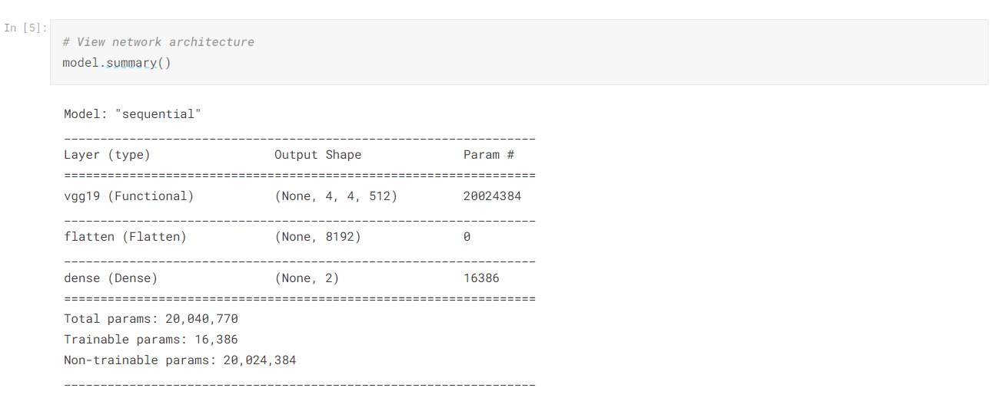 In [5]:
# View network architecture
model.summary()
Model: "sequential"
_________________________________________________________________
Layer (type)                 Output Shape              Param #
=================================================================
vgg19 (Functional)           (None, 4, 4, 512)         20024384
_________________________________________________________________
flatten (Flatten)            (None, 8192)              0
_________________________________________________________________
dense (Dense)                (None, 2)                 16386
=================================================================
Total params: 20,040,770
Trainable params: 16,386
Non-trainable params: 20,024,384
_________________________________________________________________